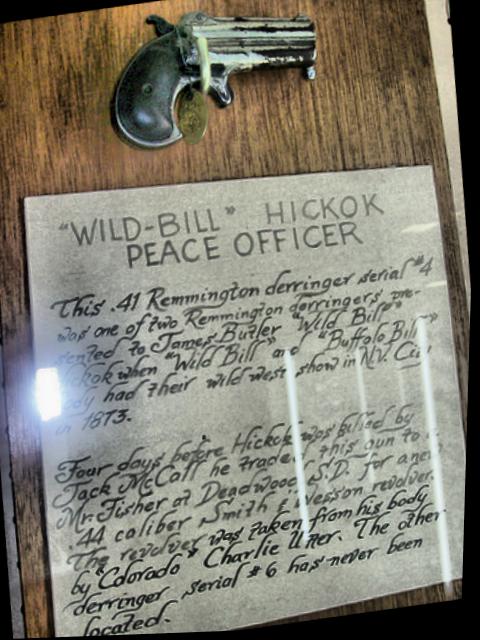 "WILD-BILL" HICKOK
PEACE OFFICER
This .41 Remmington derringer serial #4
was one of two Remmington derringers pre-
sented to James Butler "Wild Bill"
Hickok when "Wild Bill" and "Buffalo Bill"
Cody had their wild west show in N.Y. City
in 1873.
Four days before Hickok was killed by
Jack McCall he traded this gun to a
Mr. Fisher at Deadwood S.D. for a new
.44 caliber Smith & Wesson revolver.
The revolver was taken from his body
by "Colorado" Charlie Utter. The other
derringer, serial #6 has never been
located.